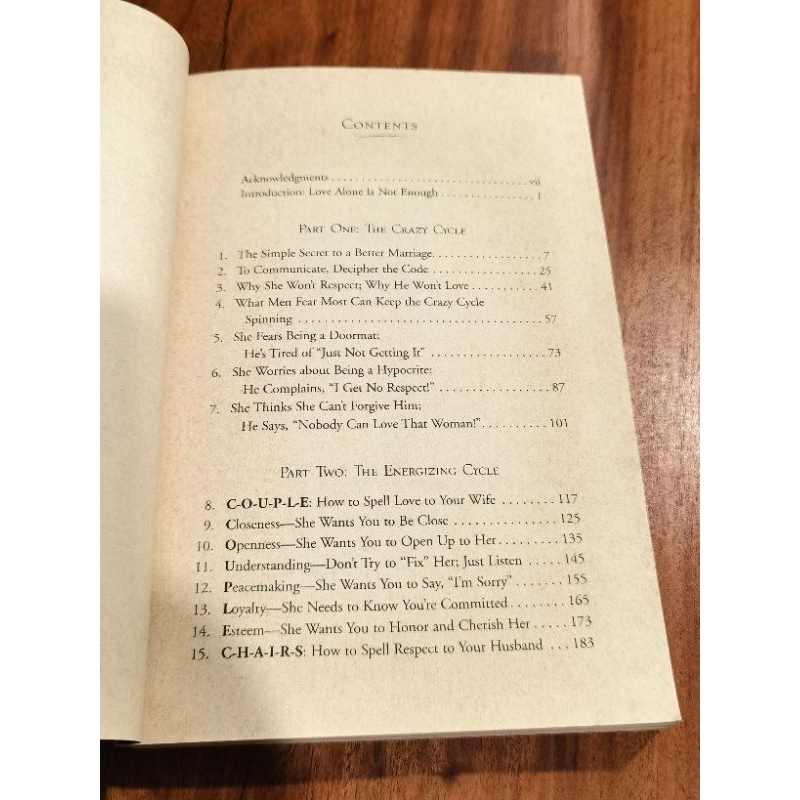 Contents
Acknowledgments . . . . . . . . . . . . . . . . . . . . . . . . . . . . . . . . vii
Introduction: Love Alone Is Not Enough . . . . . . . . . . . . . . . . 1
Part One: The Crazy Cycle
1. The Simple Secret to a Better Marriage. . . . . . . . . . . . . . . . . 7
2. To Communicate, Decipher the Code . . . . . . . . . . . . . . . . . 25
3. Why She Won't Respect; Why He Won't Love . . . . . . . . . . . 41
4. What Men Fear Most Can Keep the Crazy Cycle
Spinning . . . . . . . . . . . . . . . . . . . . . . . . . . . . . . . . . . . . . 57
5. She Fears Being a Doormat;
He's Tired of "Just Not Getting It" . . . . . . . . . . . . . . . . . . 73
6. She Worries about Being a Hypocrite;
He Complains, "I Get No Respect!" . . . . . . . . . . . . . . . . . 87
7. She Thinks She Can't Forgive Him;
He Says, "Nobody Can Love That Woman!". . . . . . . . . . 101
Part Two: The Energizing Cycle
8. C-O-U-P-L-E: How to Spell Love to Your Wife . . . . . . . . 117
9. Closeness—She Wants You to Be Close . . . . . . . . . . . . . . . 125
10. Openness—She Wants You to Open Up to Her. . . . . . . . . 135
11. Understanding—Don't Try to "Fix" Her; Just Listen . . . . . 145
12. Peacemaking—She Wants You to Say, "I'm Sorry" . . . . . . . 155
13. Loyalty—She Needs to Know You're Committed . . . . . . . . 165
14. Esteem—She Wants You to Honor and Cherish Her . . . . . 173
15. C-H-A-I-R-S: How to Spell Respect to Your Husband . . . 183